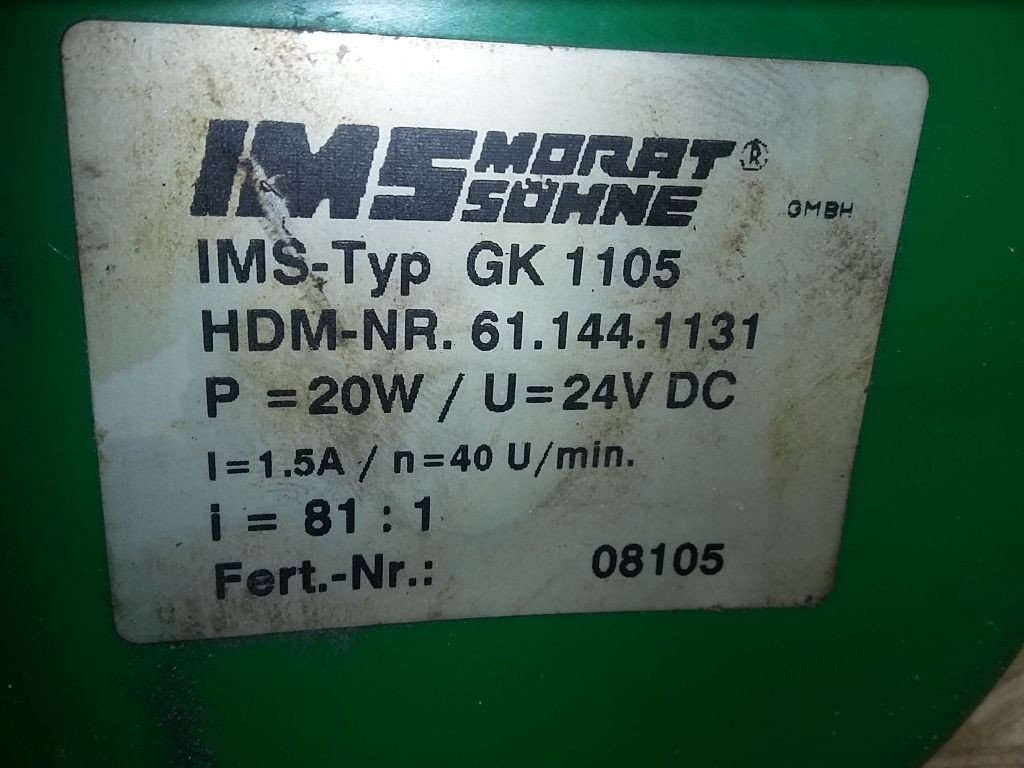 IMS MORAT SÖHNE ® GMBH
IMS-Typ GK 1105
HDM-NR. 61.144.1131
P = 20W / U = 24V DC
I = 1.5A / n = 40 U/min.
i = 81 : 1
Fert.-Nr.: 08105